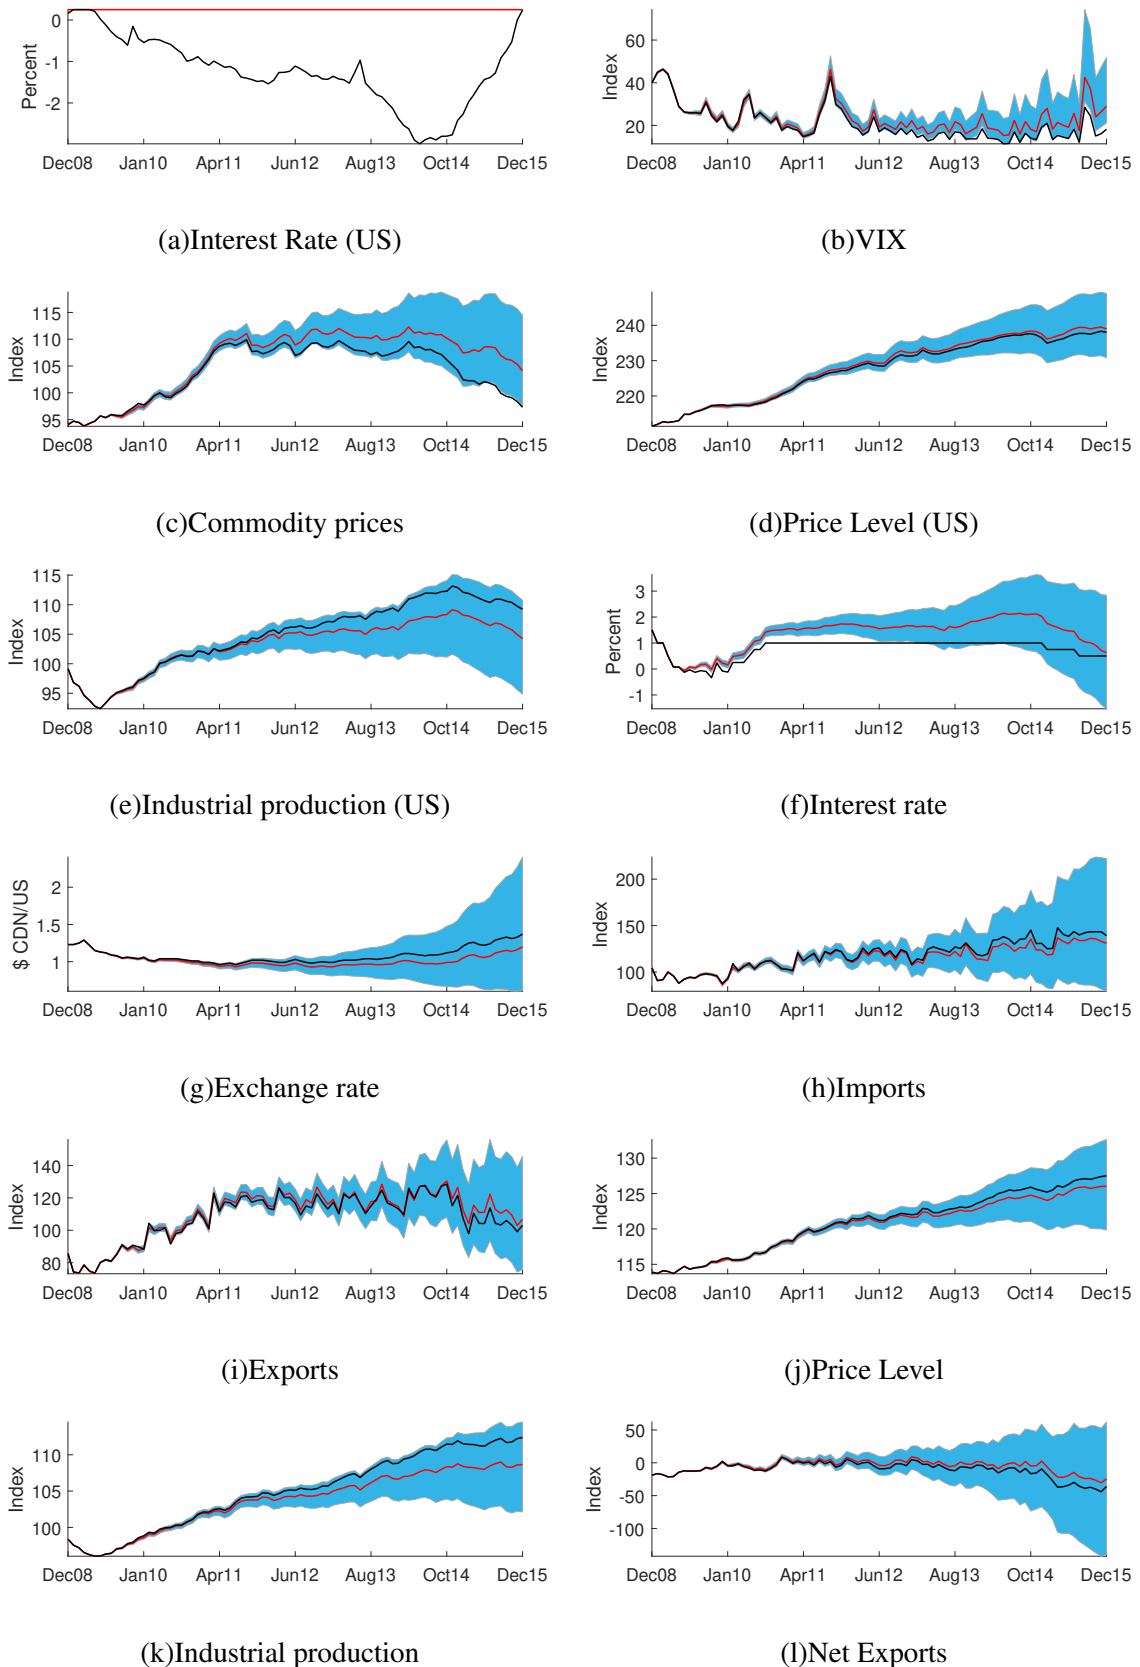 0
-1
-2
Percent
Dec08 Jan10 Apr11 Jun12 Aug13 Oct14 Dec15
(a)Interest Rate (US)
60
40
20
Index
Dec08 Jan10 Apr11 Jun12 Aug13 Oct14 Dec15
(b)VIX
115
110
105
100
95
Index
Dec08 Jan10 Apr11 Jun12 Aug13 Oct14 Dec15
(c)Commodity prices
240
230
220
Index
Dec08 Jan10 Apr11 Jun12 Aug13 Oct14 Dec15
(d)Price Level (US)
115
110
105
100
95
Index
Dec08 Jan10 Apr11 Jun12 Aug13 Oct14 Dec15
(e)Industrial production (US)
3
2
1
0
-1
Percent
Dec08 Jan10 Apr11 Jun12 Aug13 Oct14 Dec15
(f)Interest rate
2
1.5
1
$ CDN/US
Dec08 Jan10 Apr11 Jun12 Aug13 Oct14 Dec15
(g)Exchange rate
200
150
100
Index
Dec08 Jan10 Apr11 Jun12 Aug13 Oct14 Dec15
(h)Imports
140
120
100
80
Index
Dec08 Jan10 Apr11 Jun12 Aug13 Oct14 Dec15
(i)Exports
130
125
120
115
Index
Dec08 Jan10 Apr11 Jun12 Aug13 Oct14 Dec15
(j)Price Level
110
105
100
Index
Dec08 Jan10 Apr11 Jun12 Aug13 Oct14 Dec15
(k)Industrial production
50
0
-50
-100
Index
Dec08 Jan10 Apr11 Jun12 Aug13 Oct14 Dec15
(l)Net Exports